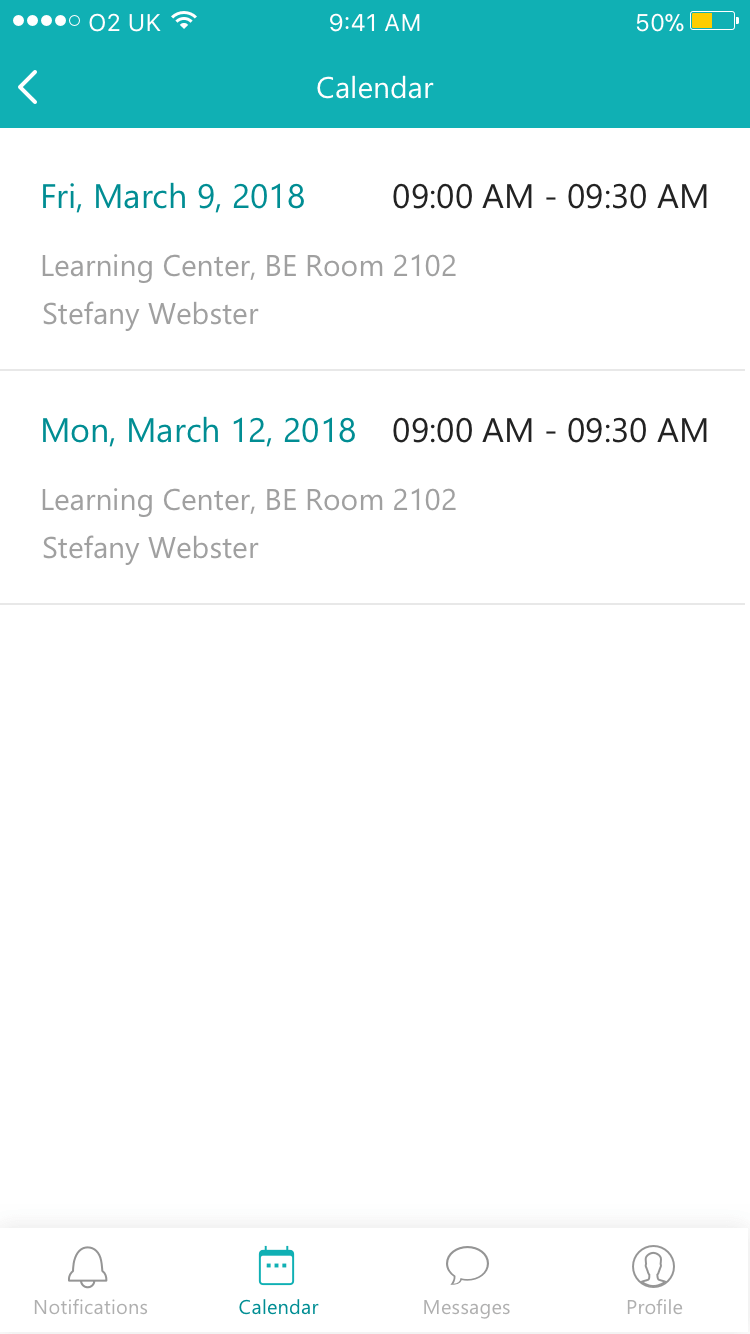 O2 UK 9:41 AM 50%
Calendar
Fri, March 9, 2018 09:00 AM - 09:30 AM
Learning Center, BE Room 2102
Stefany Webster
Mon, March 12, 2018 09:00 AM - 09:30 AM
Learning Center, BE Room 2102
Stefany Webster
Notifications Calendar Messages Profile